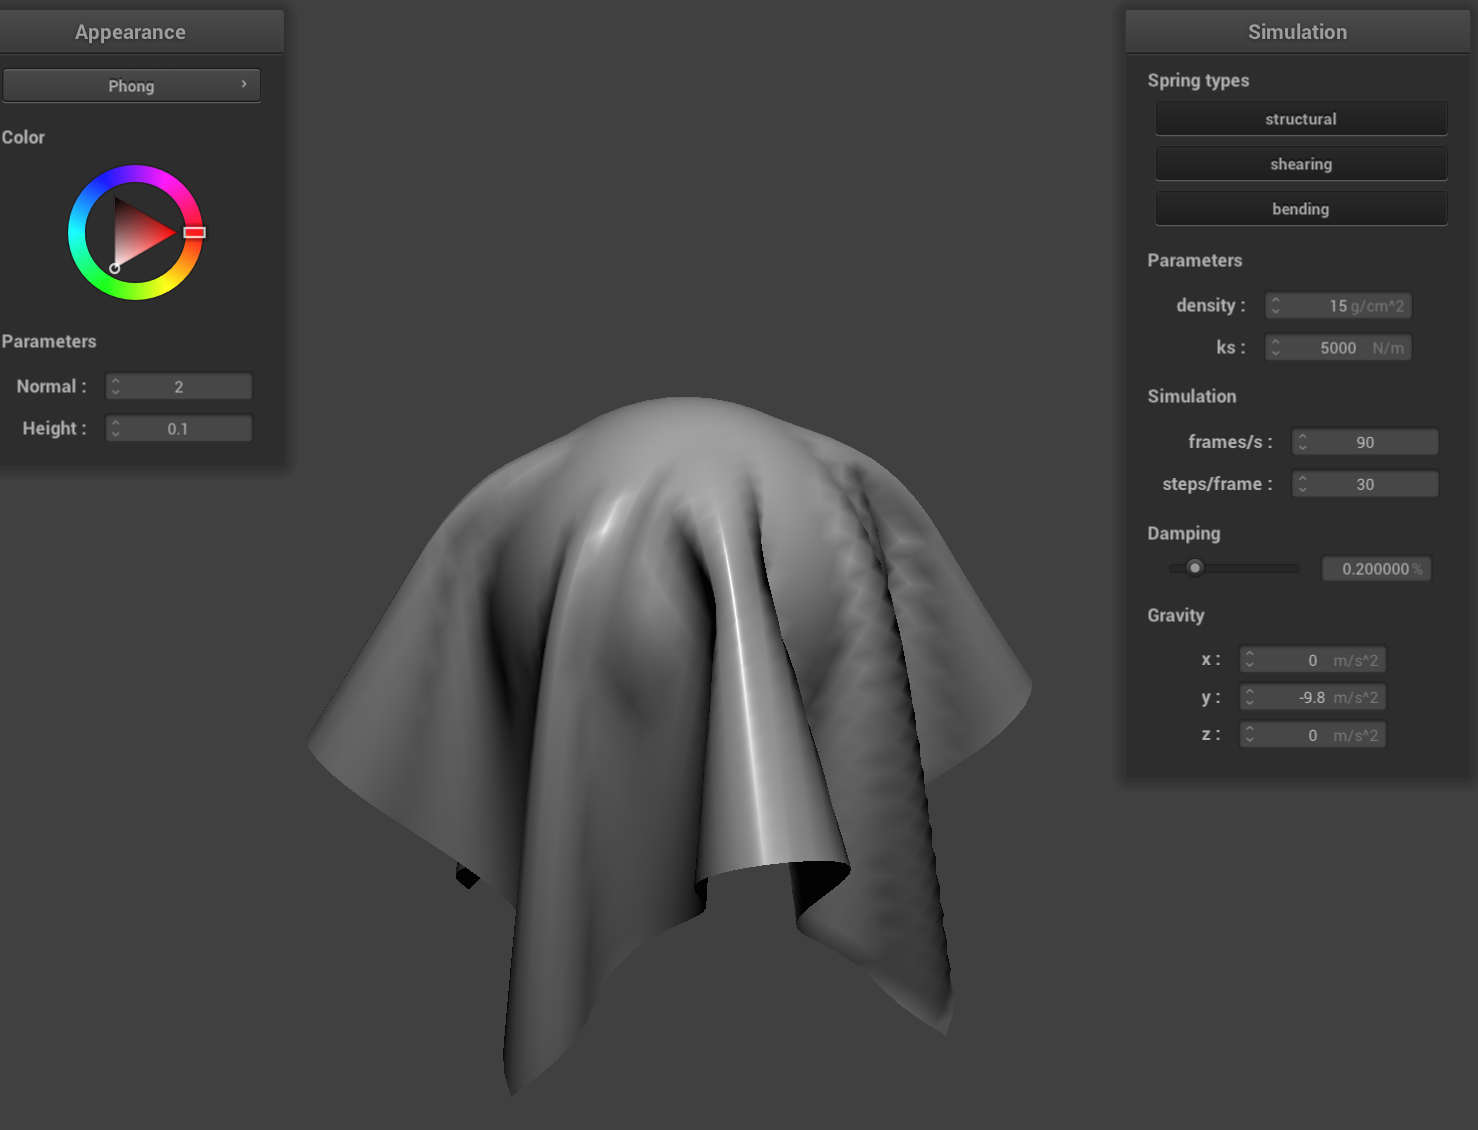 Appearance
Phong ›
Color
Parameters
Normal : 2
Height : 0.1
Simulation
Spring types
structural
shearing
bending
Parameters
density : 15 g/cm^2
ks : 5000 N/m
Simulation
frames/s : 90
steps/frame : 30
Damping
0.200000 %
Gravity
x : 0 m/s^2
y : -9.8 m/s^2
z : 0 m/s^2